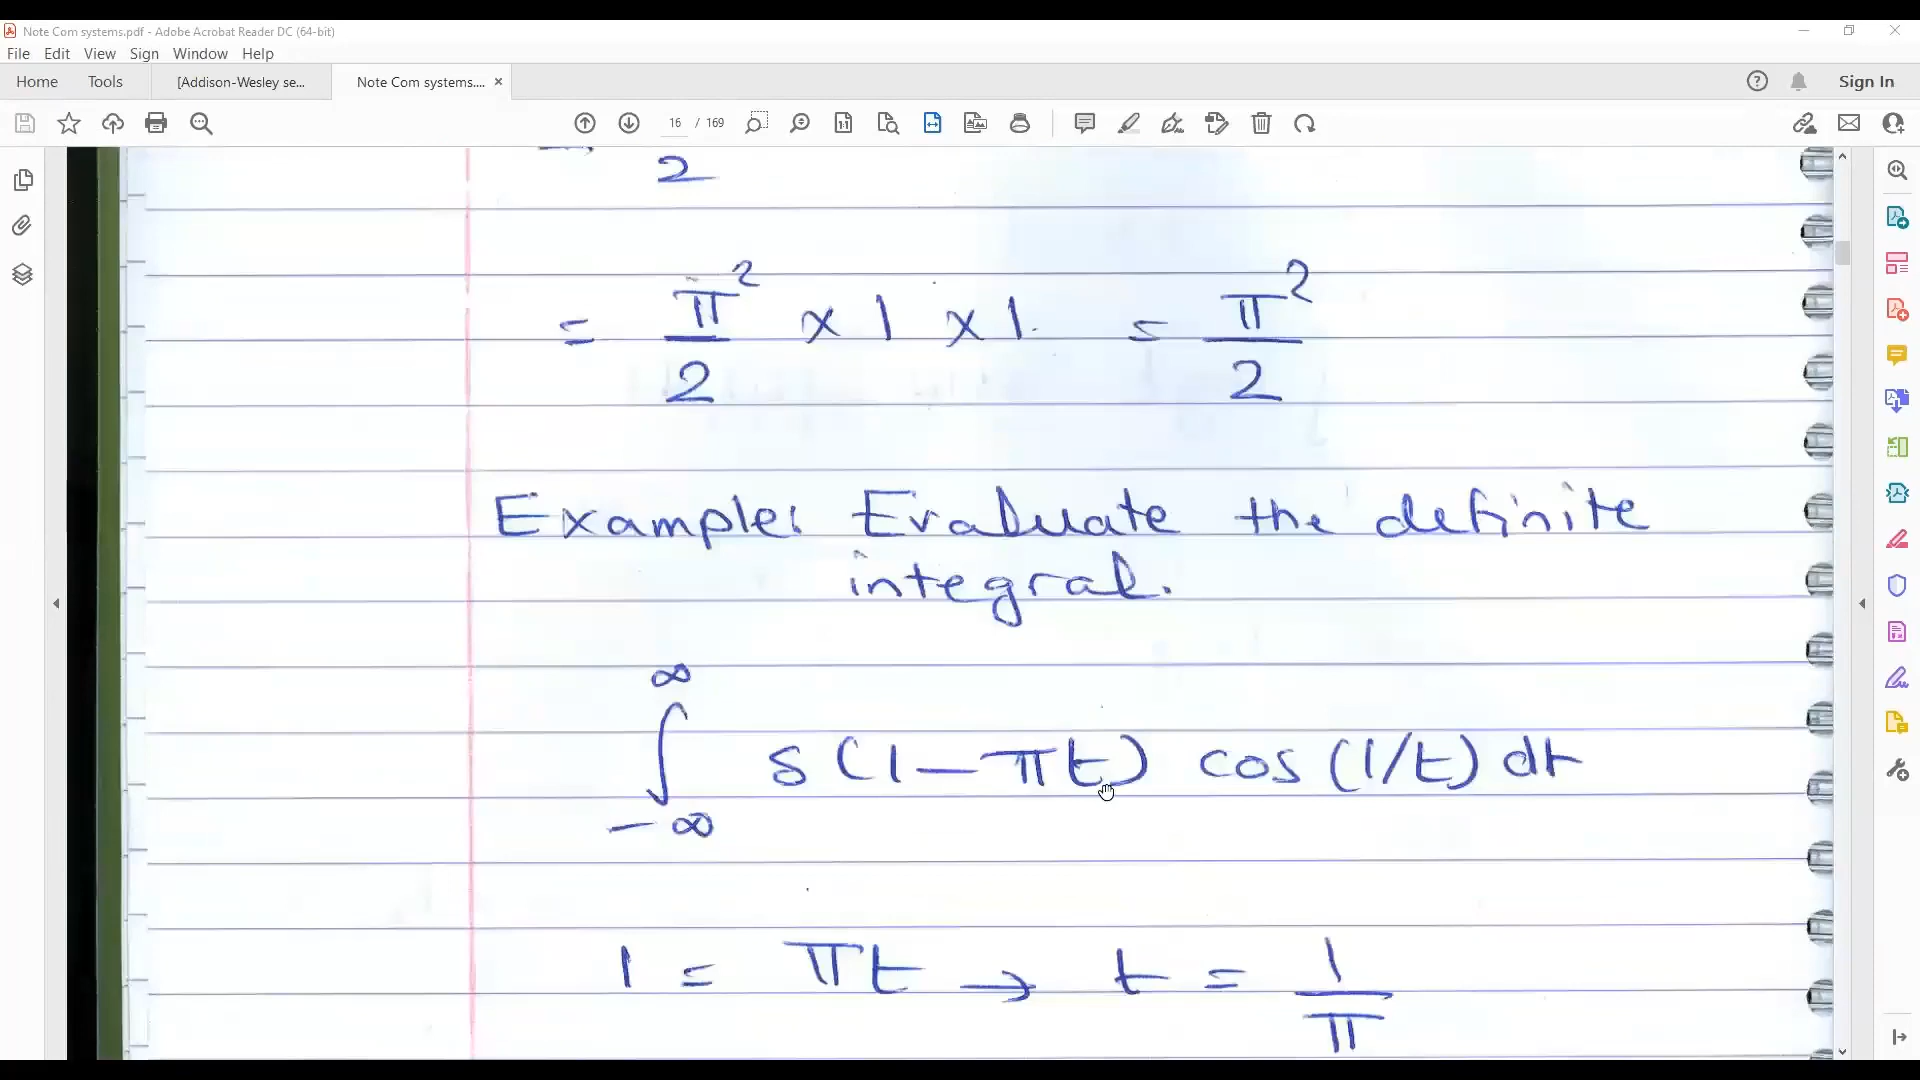 Note Com systems.pdf - Adobe Acrobat Reader DC (64-bit)
File Edit View Sign Window Help
Home Tools [Addison-Wesley se... Note Com systems.... × Sign In
16 / 169
2
= π²/2 × 1 × 1 = π²/2
Example: Evaluate the definite
integral.
∞
∫ δ(1 - πt) cos(1/t) dt
-∞
1 = πt → t = 1/π